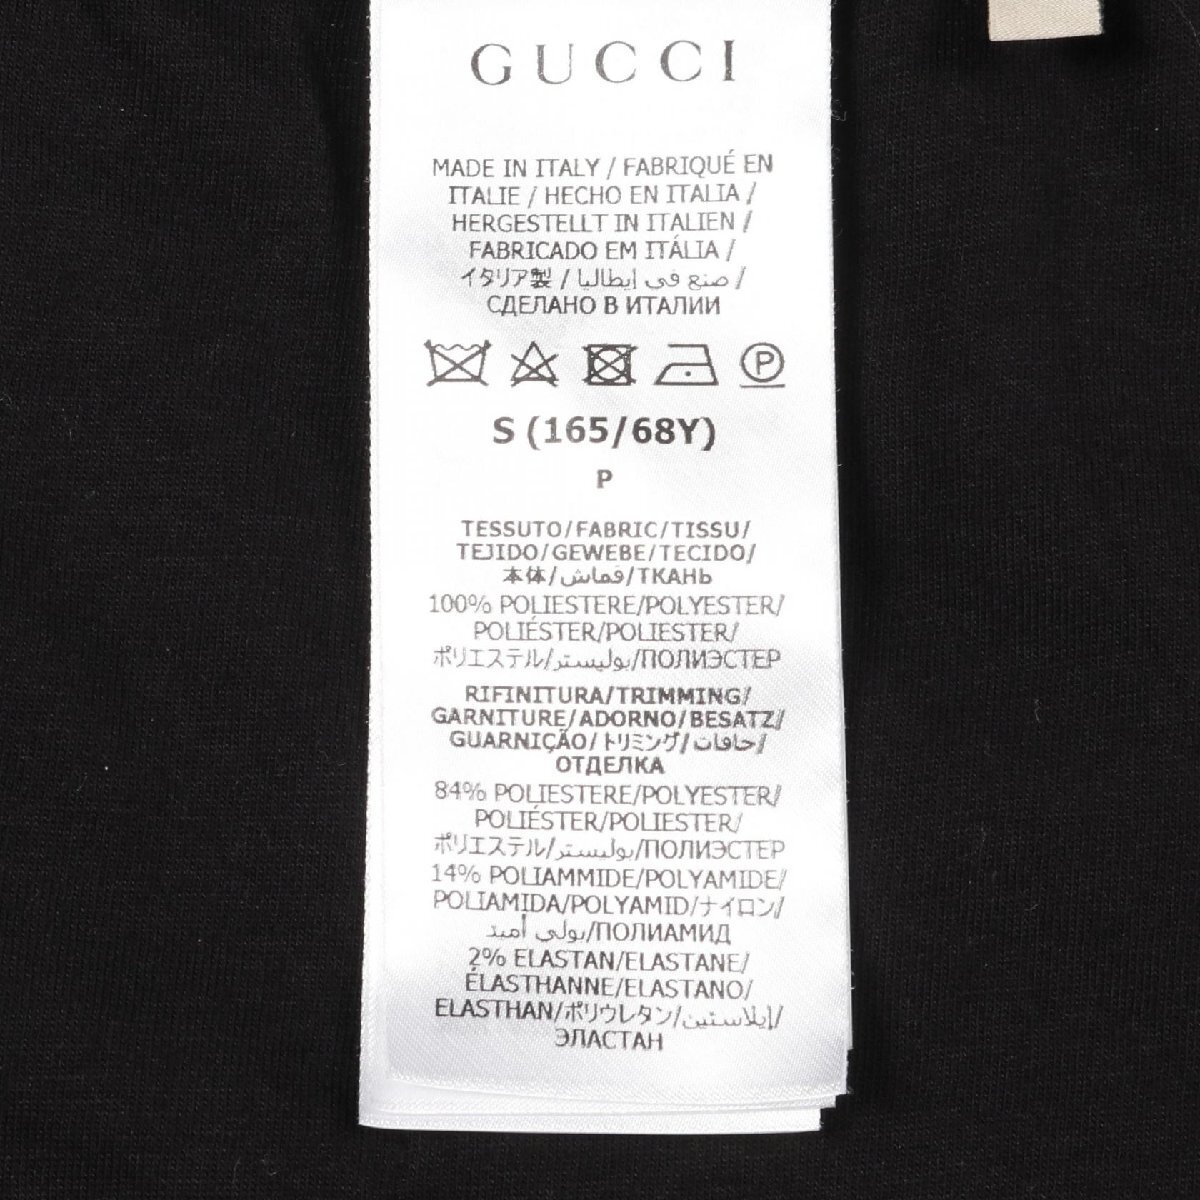 GUCCI
MADE IN ITALY / FABRIQUÉ EN
ITALIE / HECHO EN ITALIA /
HERGESTELLT IN ITALIEN /
FABRICADO EM ITÁLIA /
イタリア製 / صنع في إيطاليا /
СДЕЛАНО В ИТАЛИИ
P
S (165/68Y)
P
TESSUTO/FABRIC/TISSU/
TEJIDO/GEWEBE/TECIDO/
本体/قماش/ТКАНЬ
100% POLIESTERE/POLYESTER/
POLIÉSTER/POLIESTER/
ポリエステル/بوليستر/ПОЛИЭСТЕР
RIFINITURA/TRIMMING/
GARNITURE/ADORNO/BESATZ/
GUARNIÇÃO/トリミング/حافات/
ОТДЕЛКА
84% POLIESTERE/POLYESTER/
POLIÉSTER/POLIESTER/
ポリエステル/بوليستر/ПОЛИЭСТЕР
14% POLIAMMIDE/POLYAMIDE/
POLIAMIDA/POLYAMID/ナイロン/
بولي أميد/ПОЛИАМИД
2% ELASTAN/ELASTANE/
ÉLASTHANNE/ELASTANO/
ELASTHAN/ポリウレタン/إيلاستين/
ЭЛАСТАН